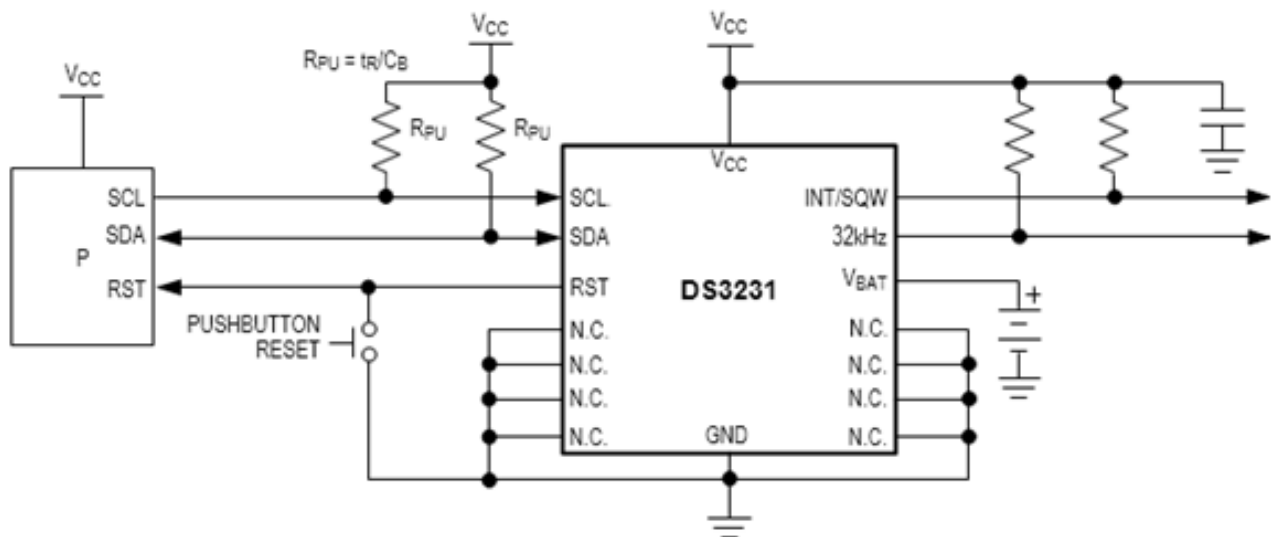 VCC
VCC
VCC
RPU = tR/CB
RPU
RPU
SCL
SDA
P
RST
PUSHBUTTON
RESET
VCC
SCL.
SDA
RST
N.C.
N.C.
N.C.
N.C.
GND
DS3231
INT/SQW
32kHz
VBAT
N.C.
N.C.
N.C.
N.C.
+